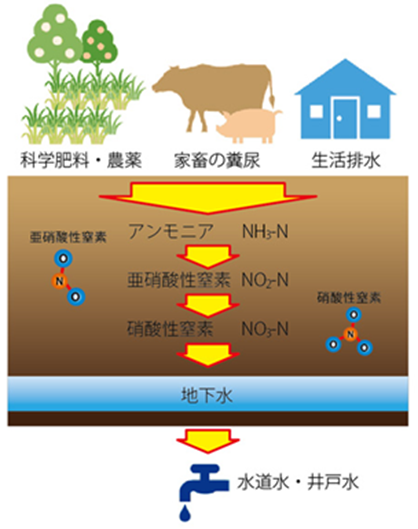 科学肥料・農薬
家畜の糞尿
生活排水
亜硝酸性窒素
O
N
O
アンモニア NH₃-N
亜硝酸性窒素 NO₂-N
硝酸性窒素 NO₃-N
硝酸性窒素
O
N
O
O
地下水
水道水・井戸水